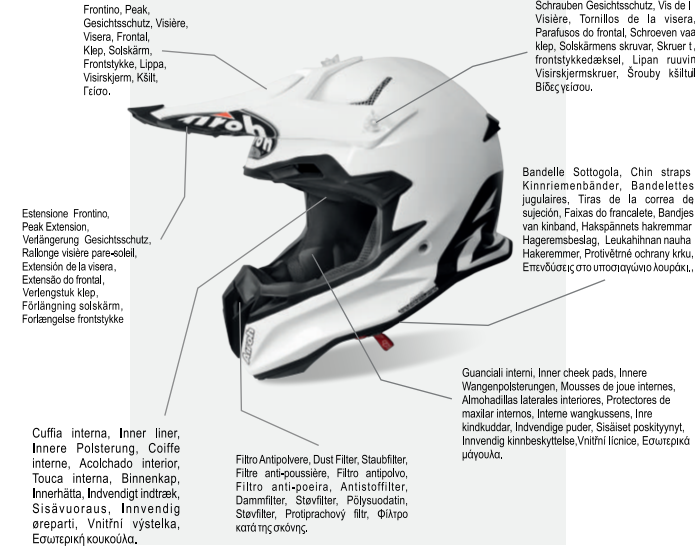 Frontino, Peak,
Gesichtsschutz, Visière,
Visera, Frontal,
Klep, Solskärm,
Frontstykke, Lippa,
Visirskjerm, Kšilt,
Γείσο.
Schrauben Gesichtsschutz, Vis de l
Visière, Tornillos de la visera,
Parafusos do frontal, Schroeven vaa
klep, Solskärmens skruvar, Skruer t
frontstykkedæksel, Lipan ruuvin
Visirskjermskruer, Šrouby kšiltul
Βίδες γείσου.
Airoh
Bandelle Sottogola, Chin straps
Kinnriemenbänder, Bandelettes
jugulaires, Tiras de la correa de
sujeción, Faixas do francalete, Bandjes
van kinband, Hakspännets hakremmar
Hageremsbeslag, Leukahihnan nauha
Hakeremmer, Protivětrné ochrany krku,
Επενδύσεις στο υποσιαγώνιο λουράκι,.
Estensione Frontino,
Peak Extension,
Verlängerung Gesichtsschutz,
Rallonge visière pare-soleil,
Extensión de la visera,
Extensão do frontal,
Verlengstuk klep,
Förlängning solskärm,
Forlængelse frontstykke
Airoh
Guanciali interni, Inner cheek pads, Innere
Wangenpolsterungen, Mousses de joue internes,
Almohadillas laterales interiores, Protectores de
maxilar internos, Interne wangkussens, Inre
kindkuddar, Indvendige puder, Sisäiset poskityynyt,
Innvendig kinnbeskyttelse,Vnitřní lícnice, Εσωτερικά
μάγουλα.
Cuffia interna, Inner liner,
Innere Polsterung, Coiffe
interne, Acolchado interior,
Touca interna, Binnenkap,
Innerhätta, Indvendigt indtræk,
Sisävuoraus, Innvendig
øreparti, Vnitřní výstelka,
Εσωτερική κουκούλα.
Filtro Antipolvere, Dust Filter, Staubfilter,
Filtre anti-poussière, Filtro antipolvo,
Filtro anti-poeira, Antistoffilter,
Dammfilter, Støvfilter, Pölysuodatin,
Støvfilter, Protiprachový filtr, Φίλτρο
κατά της σκόνης.